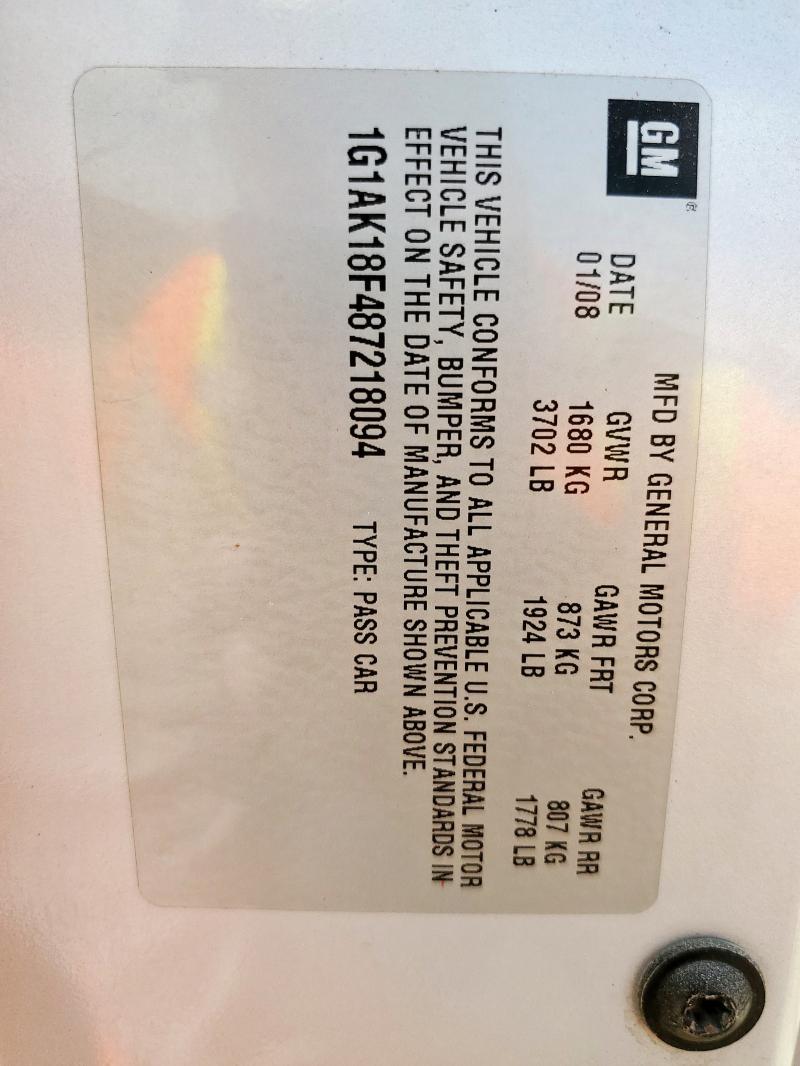 GM®
MFD BY GENERAL MOTORS CORP.
DATE GVWR GAWR FRT GAWR RR
01/08 1680 KG 873 KG 807 KG
3702 LB 1924 LB 1778 LB
THIS VEHICLE CONFORMS TO ALL APPLICABLE U.S. FEDERAL MOTOR
VEHICLE SAFETY, BUMPER, AND THEFT PREVENTION STANDARDS IN
EFFECT ON THE DATE OF MANUFACTURE SHOWN ABOVE.
1G1AK18F487218094 TYPE: PASS CAR